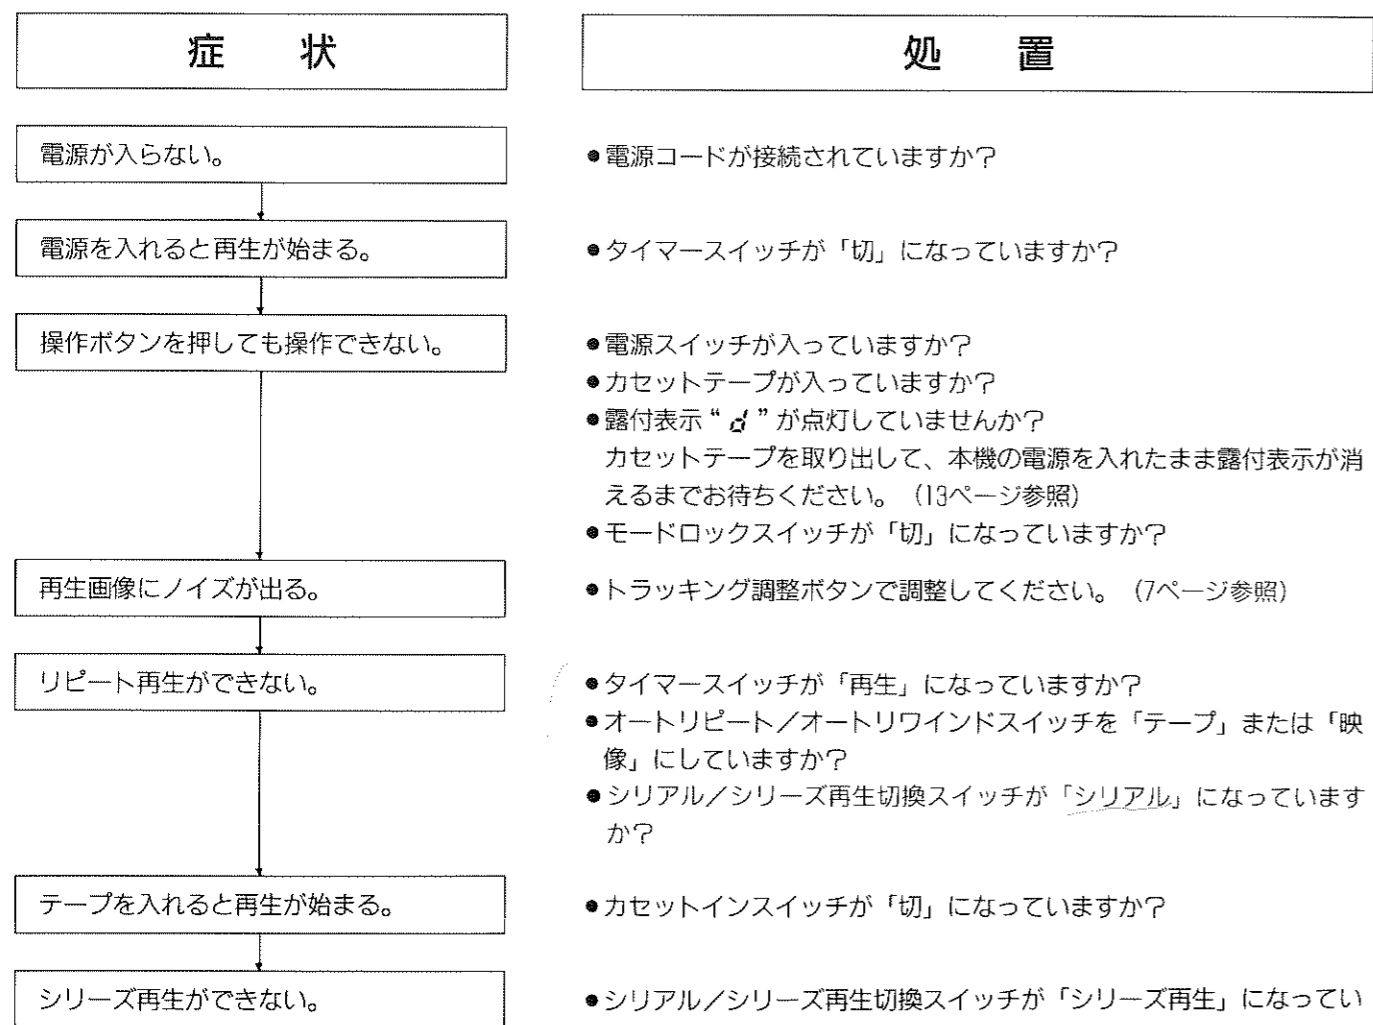 症 状
処 置
電源が入らない。
●電源コードが接続されていますか？
電源を入れると再生が始まる。
●タイマースイッチが「切」になっていますか？
操作ボタンを押しても操作できない。
●電源スイッチが入っていますか？
●カセットテープが入っていますか？
●露付表示“d”が点灯していませんか？
カセットテープを取り出して、本機の電源を入れたまま露付表示が消
えるまでお待ちください。（13ページ参照）
●モードロックスイッチが「切」になっていますか？
再生画像にノイズが出る。
●トラッキング調整ボタンで調整してください。（7ページ参照）
リピート再生ができない。
●タイマースイッチが「再生」になっていますか？
●オートリピート／オートリワインドスイッチを「テープ」または「映
像」にしていますか？
●シリアル／シリーズ再生切換スイッチが「シリアル」になっています
か？
テープを入れると再生が始まる。
●カセットインスイッチが「切」になっていますか？
シリーズ再生ができない。
●シリアル／シリーズ再生切換スイッチが「シリーズ再生」になってい